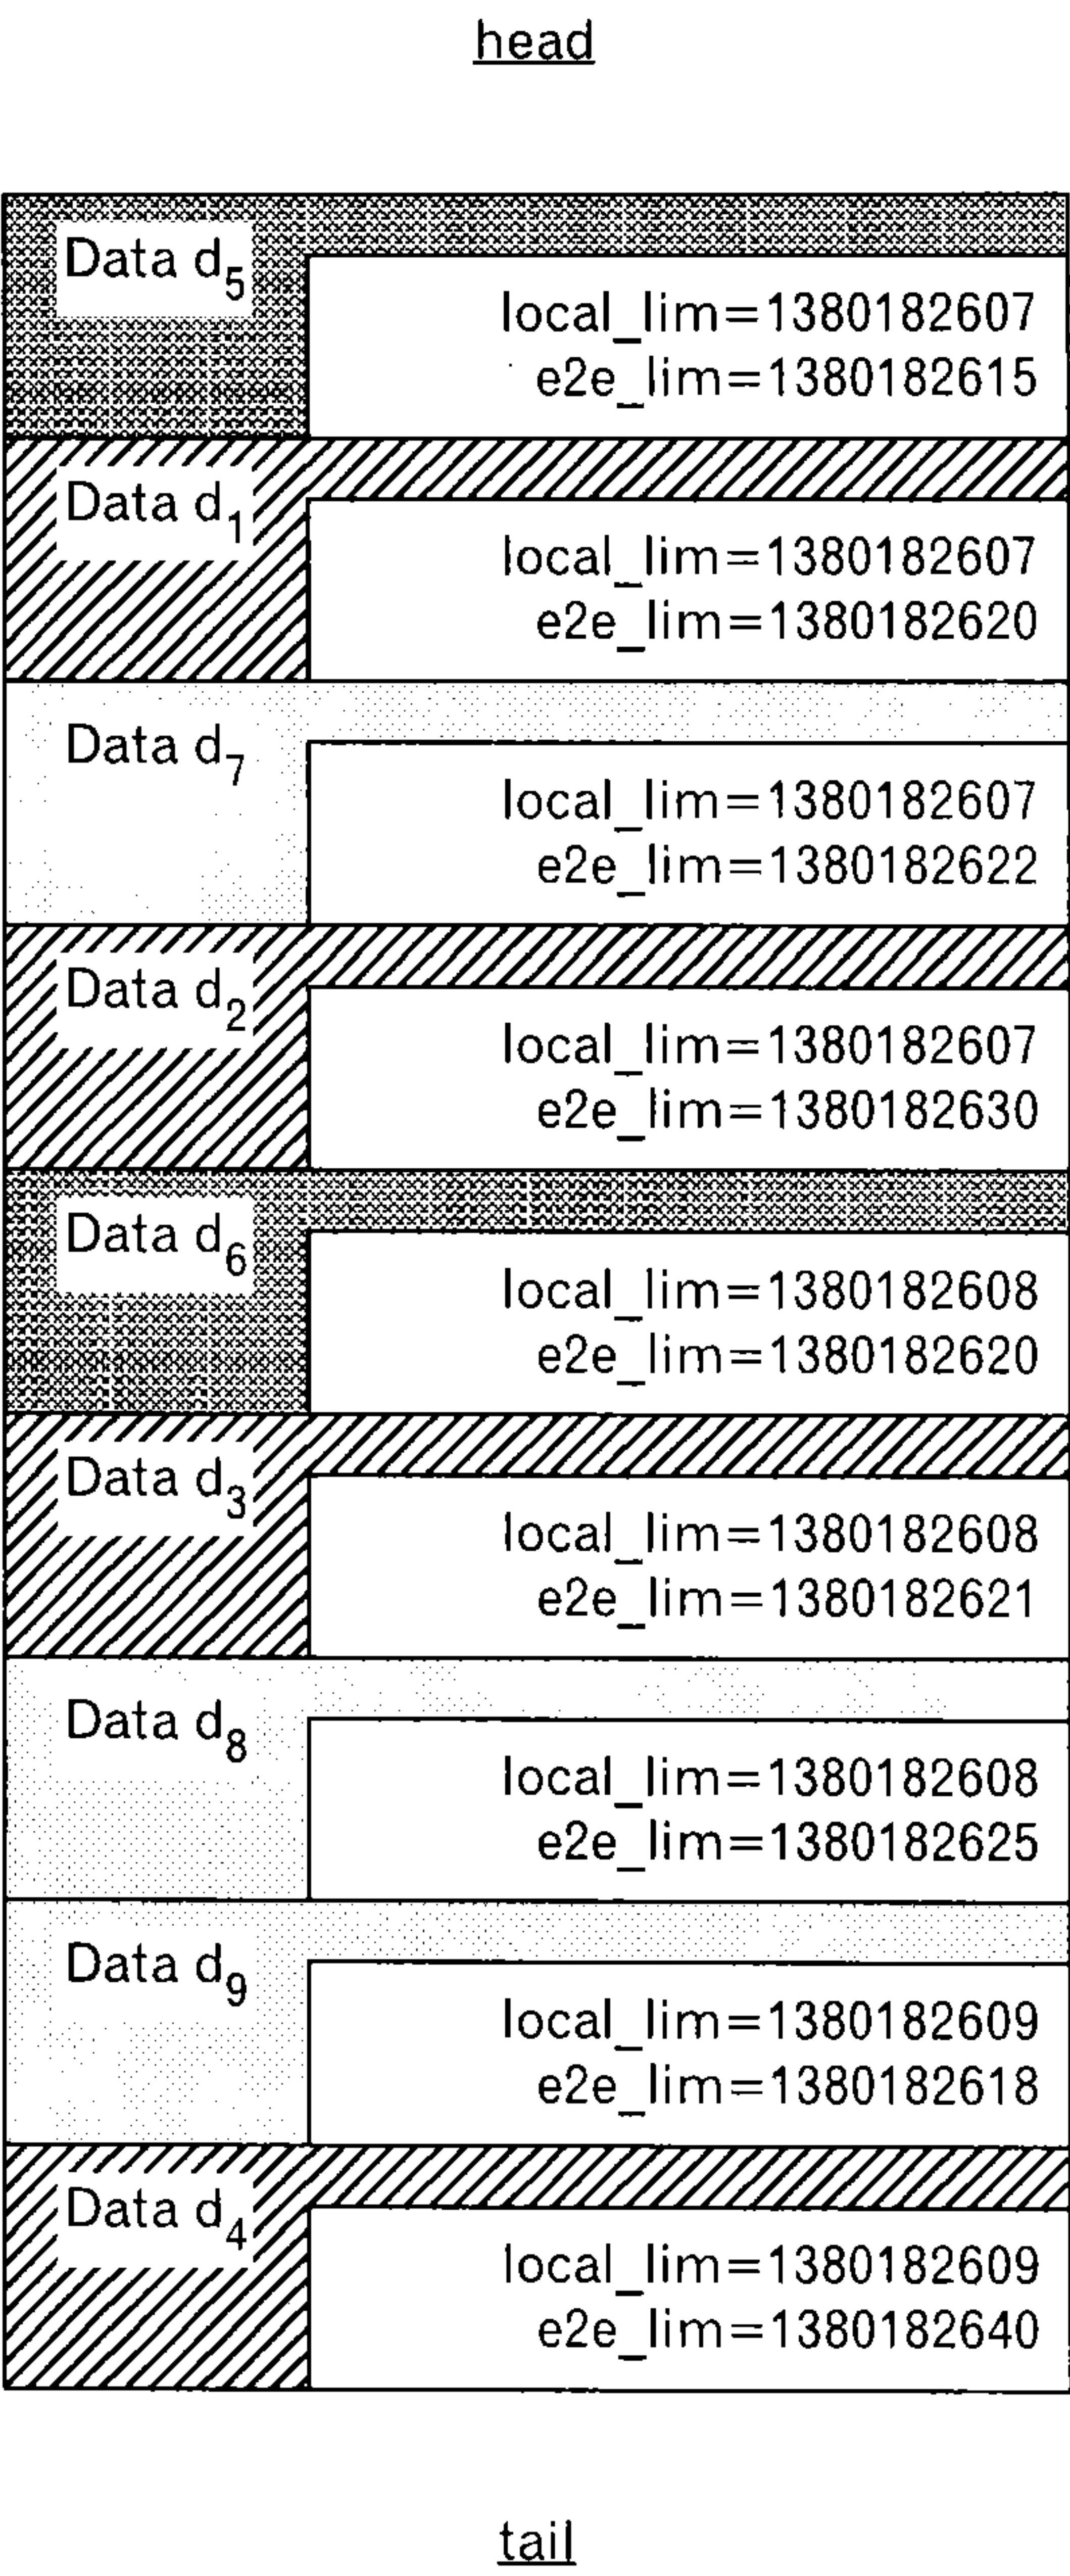 head
Data d5
local_lim=1380182607
e2e_lim=1380182615
Data d1
local_lim=1380182607
e2e_lim=1380182620
Data d7
local_lim=1380182607
e2e_lim=1380182622
Data d2
local_lim=1380182607
e2e_lim=1380182630
Data d6
local_lim=1380182608
e2e_lim=1380182620
Data d3
local_lim=1380182608
e2e_lim=1380182621
Data d8
local_lim=1380182608
e2e_lim=1380182625
Data d9
local_lim=1380182609
e2e_lim=1380182618
Data d4
local_lim=1380182609
e2e_lim=1380182640
tail